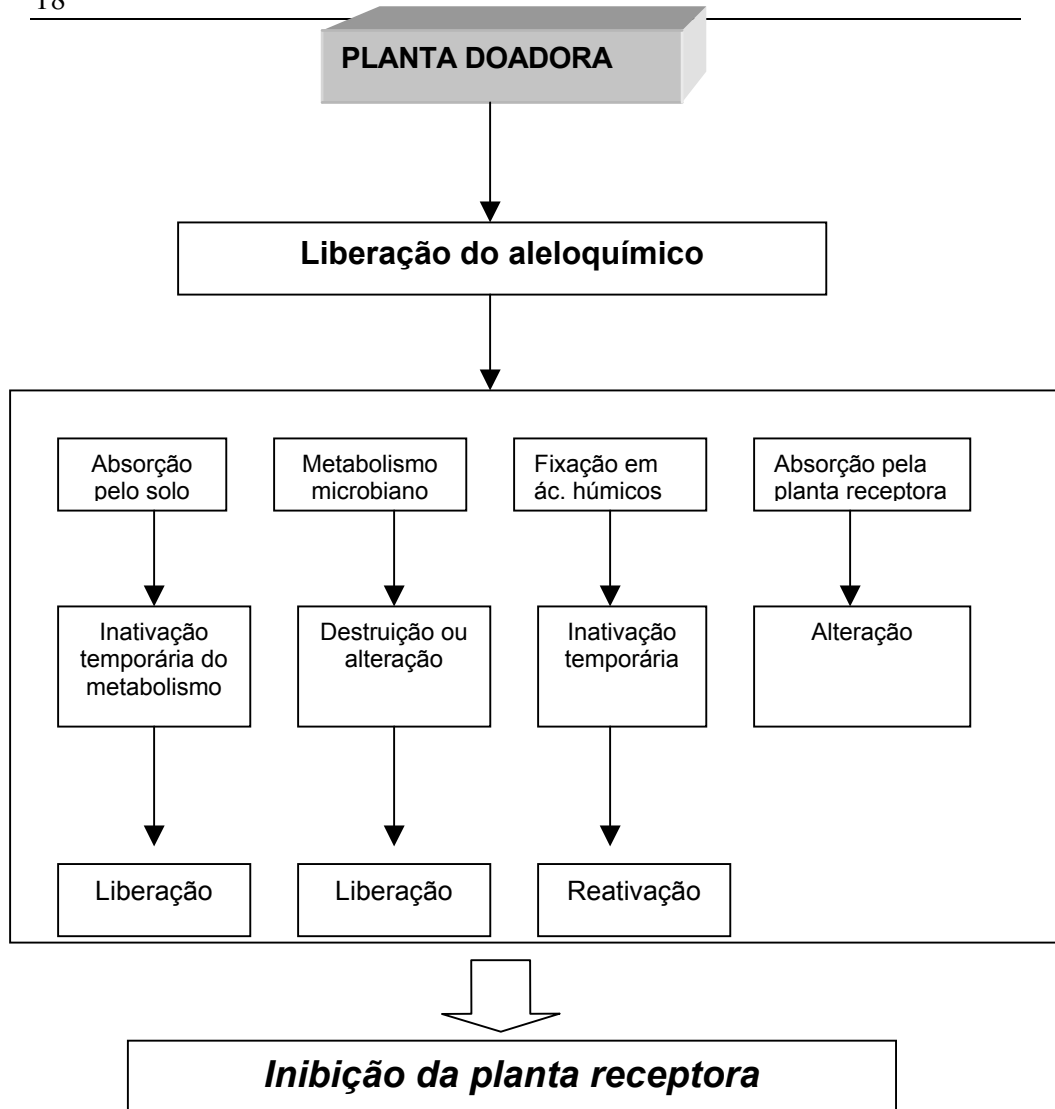 18
PLANTA DOADORA
Liberação do aleloquímico
Absorção
pelo solo
Metabolismo
microbiano
Fixação em
ác. húmicos
Absorção pela
planta receptora
Inativação
temporária do
metabolismo
Destruição ou
alteração
Inativação
temporária
Alteração
Liberação
Liberação
Reativação
Inibição da planta receptora